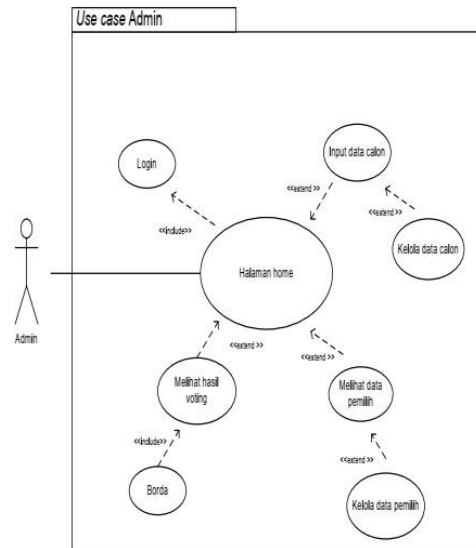 Use case Admin
Login
Input data calon
<<extend >>
<<extend >>
<<include>>
Kelola data calon
Halaman home
Admin
<<extend >>
<<extend >>
Melihat hasil
voting
Melihat data
pemilih
<<include>>
<<extend >>
Borda
Kelola data pemilih